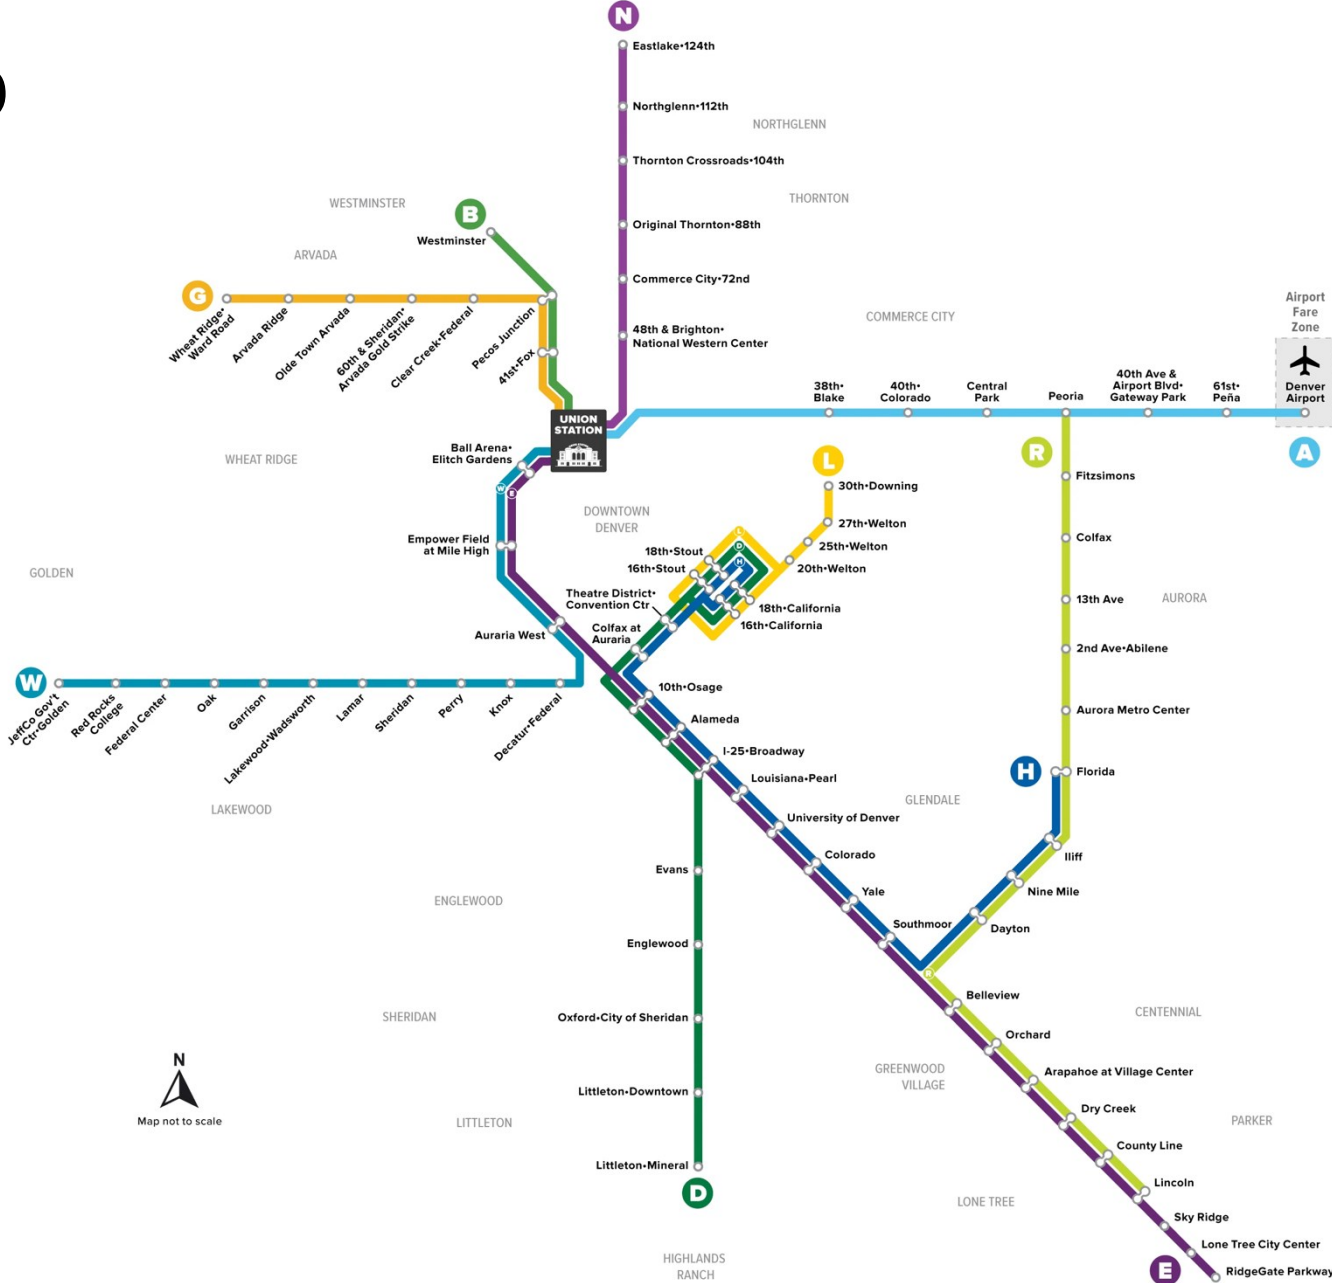 N
Eastlake•124th
Northglenn•112th
NORTHGLENN
Thornton Crossroads•104th
THORNTON
WESTMINSTER
B
Westminster
Original Thornton•88th
ARVADA
Commerce City•72nd
G
Wheat Ridge•
Ward Road
Arvada Ridge
Olde Town Arvada
60th & Sheridan•
Arvada Gold Strike
Clear Creek•Federal
Pecos Junction
41st•Fox
48th & Brighton•
National Western Center
COMMERCE CITY
Airport
Fare
Zone
38th•
Blake
40th•
Colorado
Central
Park
Peoria
40th Ave &
Airport Blvd•
Gateway Park
61st•
Peña
Denver
Airport
A
UNION
STATION
Ball Arena•
Elitch Gardens
WHEAT RIDGE
W
E
R
L
30th•Downing
Fitzsimons
DOWNTOWN
DENVER
27th•Welton
25th•Welton
20th•Welton
Empower Field
at Mile High
Colfax
L
D
H
18th•Stout
16th•Stout
GOLDEN
Theatre District•
Convention Ctr
18th•California
16th•California
13th Ave
AURORA
Colfax at
Auraria
Auraria West
2nd Ave•Abilene
W
JeffCo Gov't
Ctr•Golden
Red Rocks
College
Federal Center
Oak
Garrison
Lakewood•Wadsworth
Lamar
Sheridan
Perry
Knox
Decatur•Federal
10th•Osage
Aurora Metro Center
Alameda
I-25•Broadway
H
Florida
Louisiana•Pearl
LAKEWOOD
GLENDALE
University of Denver
Colorado
Iliff
Evans
Yale
Nine Mile
ENGLEWOOD
Southmoor
Dayton
Englewood
R
Belleview
SHERIDAN
Oxford•City of Sheridan
CENTENNIAL
Orchard
N
Map not to scale
GREENWOOD
VILLAGE
Arapahoe at Village Center
Littleton•Downtown
Dry Creek
LITTLETON
PARKER
County Line
Littleton•Mineral
Lincoln
D
LONE TREE
Sky Ridge
Lone Tree City Center
HIGHLANDS
RANCH
E
RidgeGate Parkway